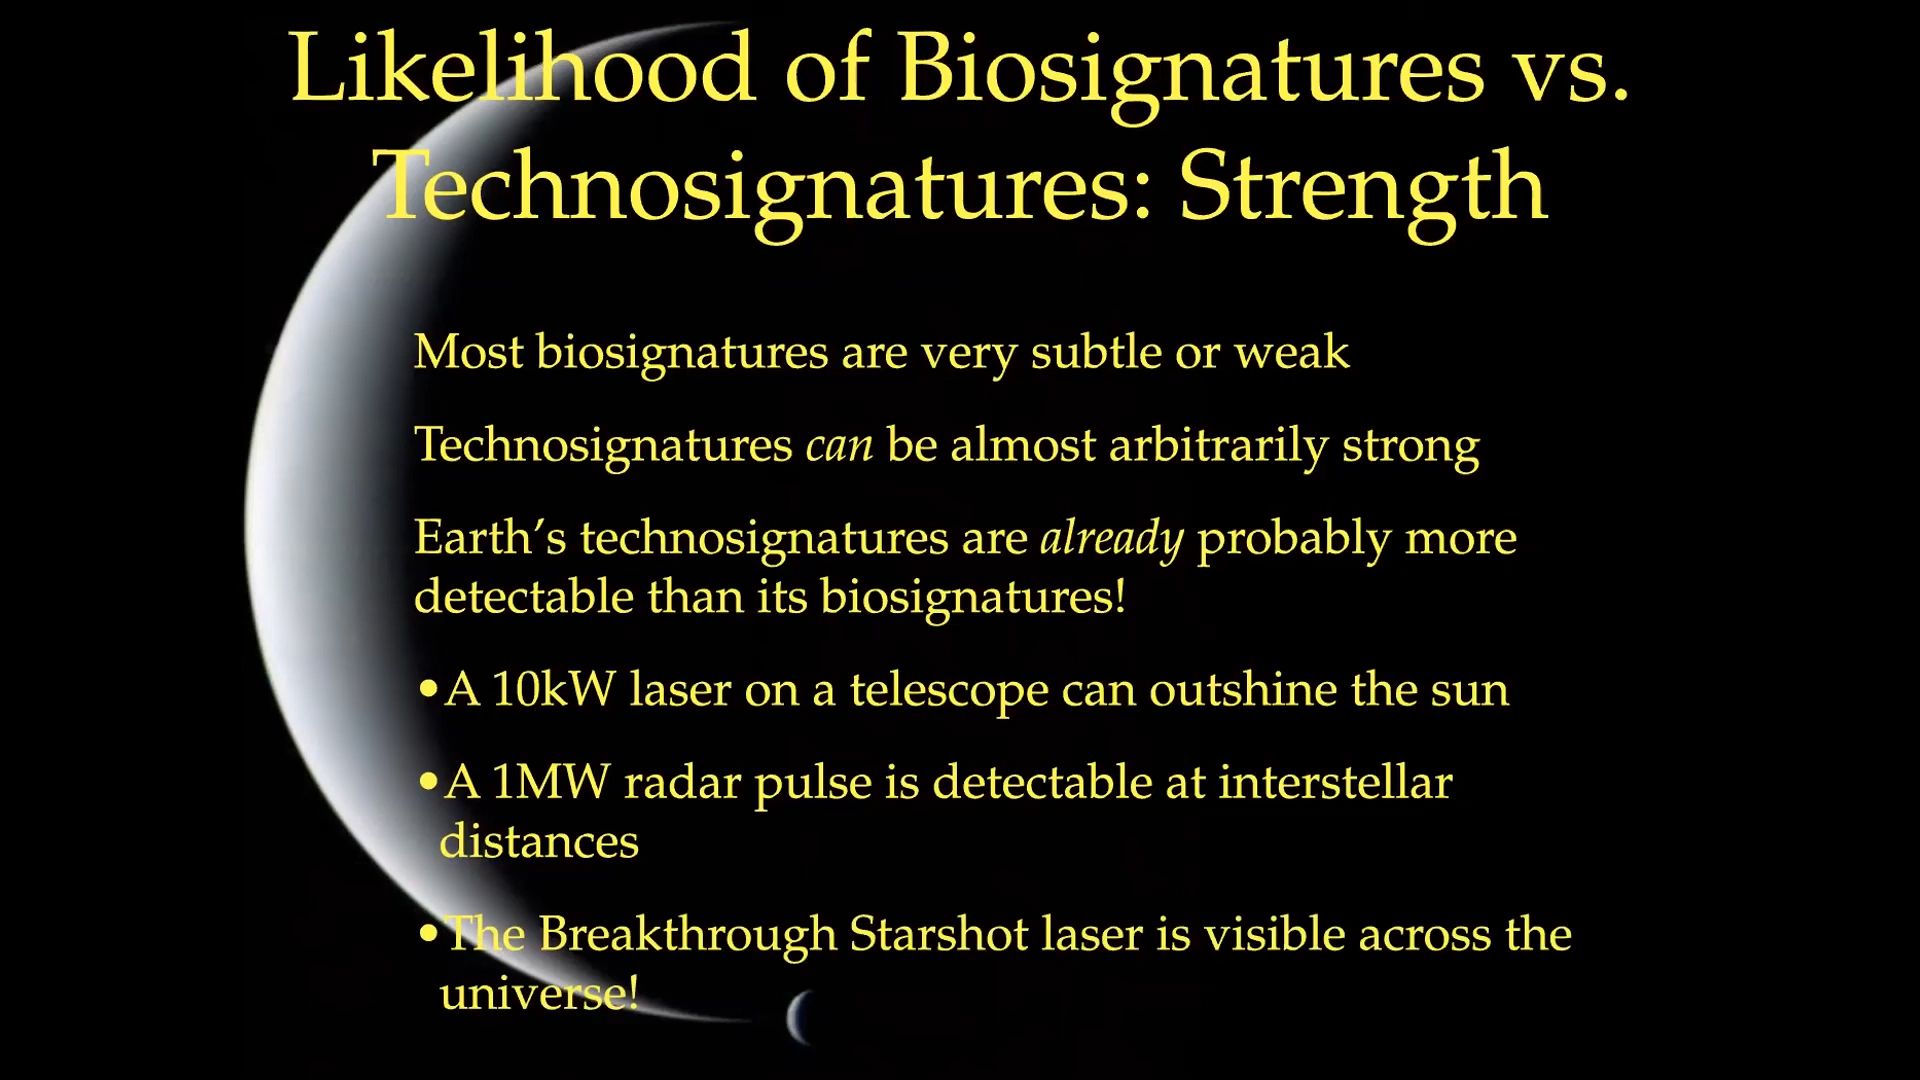 Likelihood of Biosignatures vs.
Technosignatures: Strength
Most biosignatures are very subtle or weak
Technosignatures can be almost arbitrarily strong
Earth’s technosignatures are already probably more
detectable than its biosignatures!
•A 10kW laser on a telescope can outshine the sun
•A 1MW radar pulse is detectable at interstellar
distances
•The Breakthrough Starshot laser is visible across the
universe!